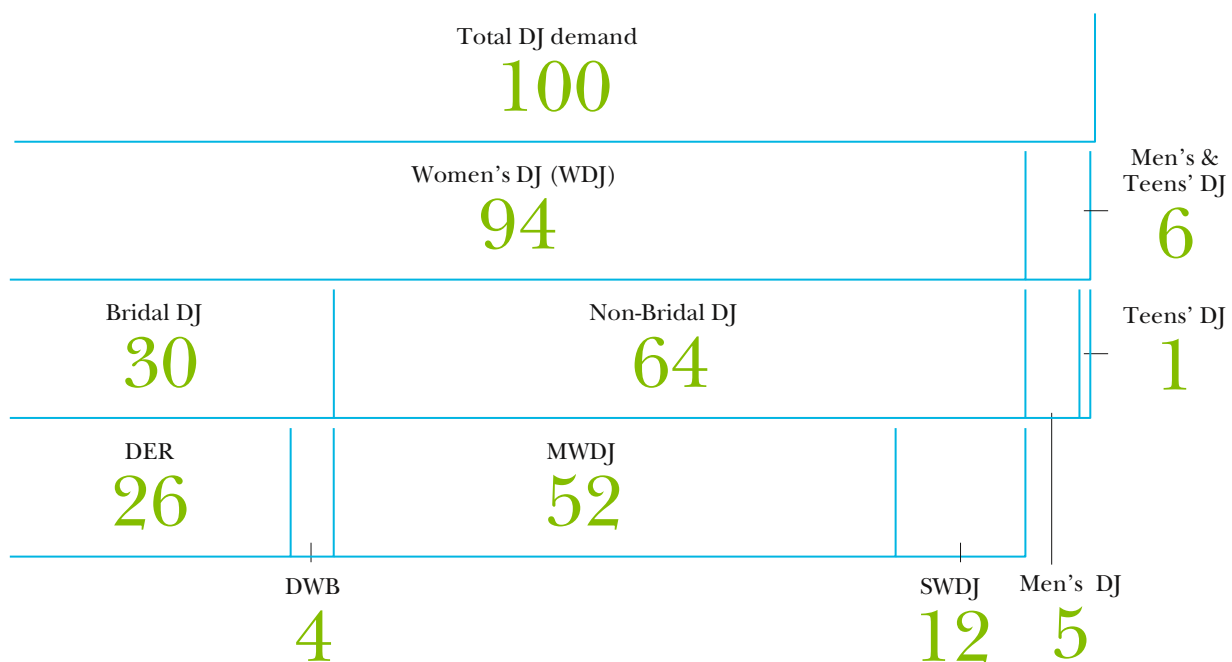 Total DJ demand
100
Women’s DJ (WDJ)
94
Men’s &
Teens’ DJ
6
Bridal DJ
30
Non-Bridal DJ
64
Teens’ DJ
1
DER
26
MWDJ
52
DWB
4
SWDJ
12
Men’s DJ
5